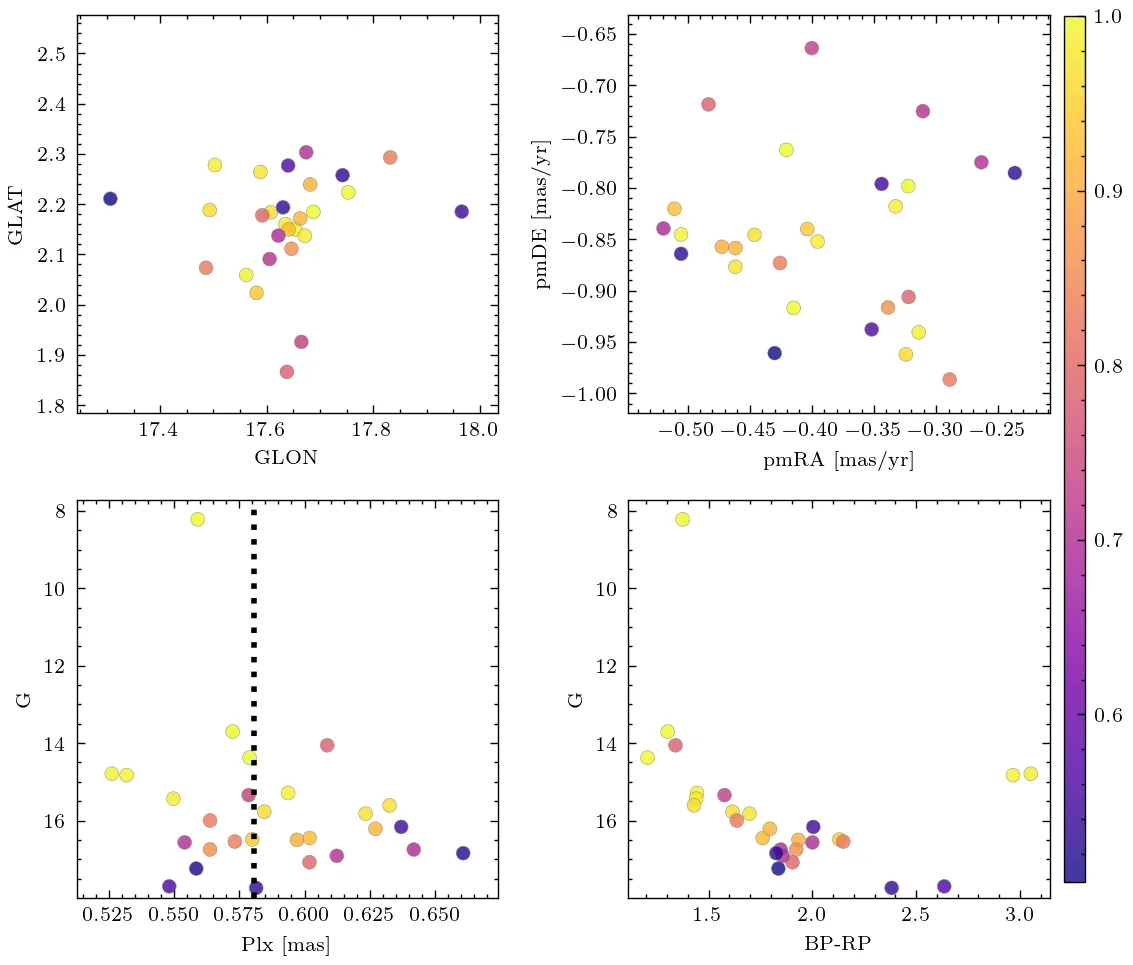 2.5
2.4
2.3
2.2
2.1
2.0
1.9
1.8
GLAT
17.4 17.6 17.8 18.0
GLON
−0.65
−0.70
−0.75
−0.80
−0.85
−0.90
−0.95
−1.00
pmDE [mas/yr]
−0.50 −0.45 −0.40 −0.35 −0.30 −0.25
pmRA [mas/yr]
1.0
0.9
0.8
0.7
0.6
8
10
12
14
16
G
0.525 0.550 0.575 0.600 0.625 0.650
Plx [mas]
8
10
12
14
16
G
1.5 2.0 2.5 3.0
BP-RP